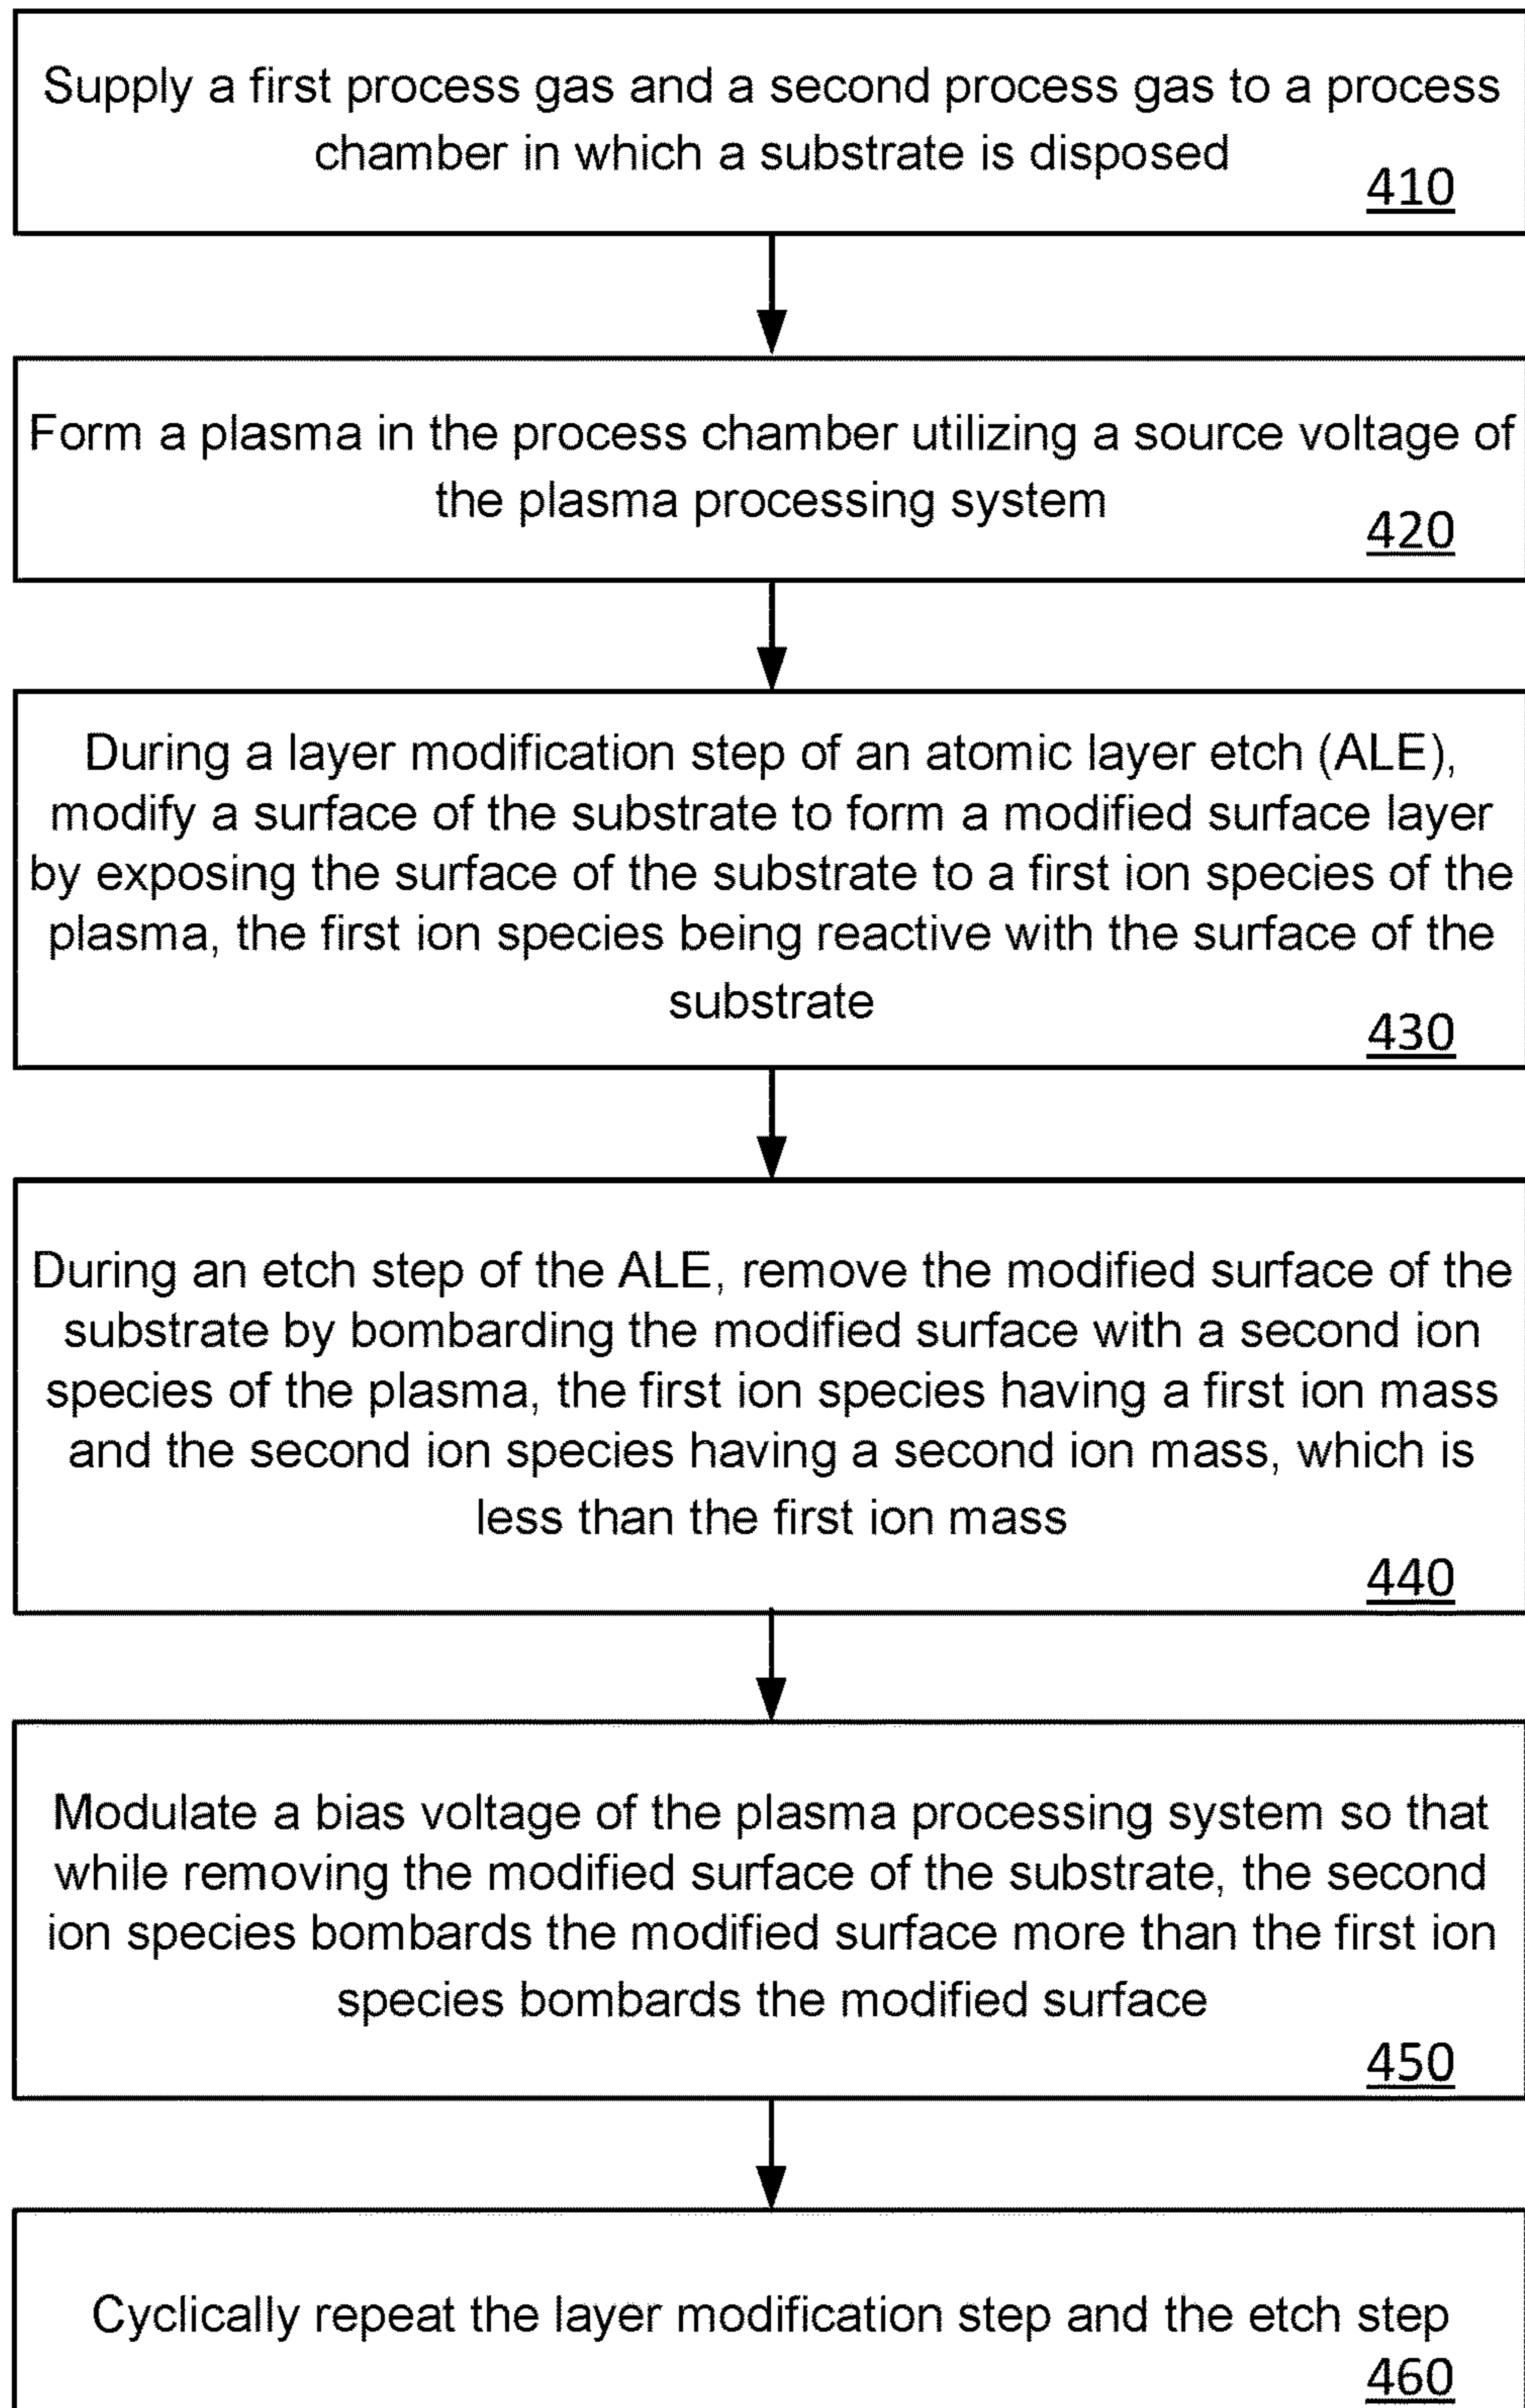 Supply a first process gas and a second process gas to a process
chamber in which a substrate is disposed
410
Form a plasma in the process chamber utilizing a source voltage of
the plasma processing system
420
During a layer modification step of an atomic layer etch (ALE),
modify a surface of the substrate to form a modified surface layer
by exposing the surface of the substrate to a first ion species of the
plasma, the first ion species being reactive with the surface of the
substrate
430
During an etch step of the ALE, remove the modified surface of the
substrate by bombarding the modified surface with a second ion
species of the plasma, the first ion species having a first ion mass
and the second ion species having a second ion mass, which is
less than the first ion mass
440
Modulate a bias voltage of the plasma processing system so that
while removing the modified surface of the substrate, the second
ion species bombards the modified surface more than the first ion
species bombards the modified surface
450
Cyclically repeat the layer modification step and the etch step
460